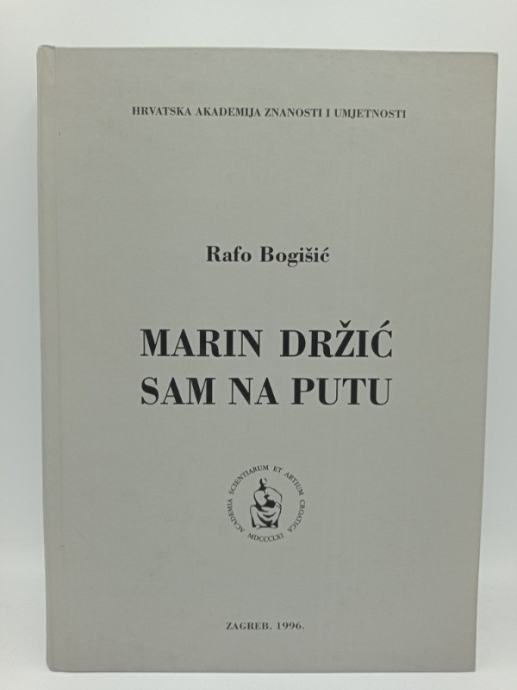 HRVATSKA AKADEMIJA ZNANOSTI I UMJETNOSTI
Rafo Bogišić
MARIN DRŽIĆ
SAM NA PUTU
ACADEMIA SCIENTIARUM ET ARTIUM CROATICA
MDCCCLXI
ZAGREB. 1996.